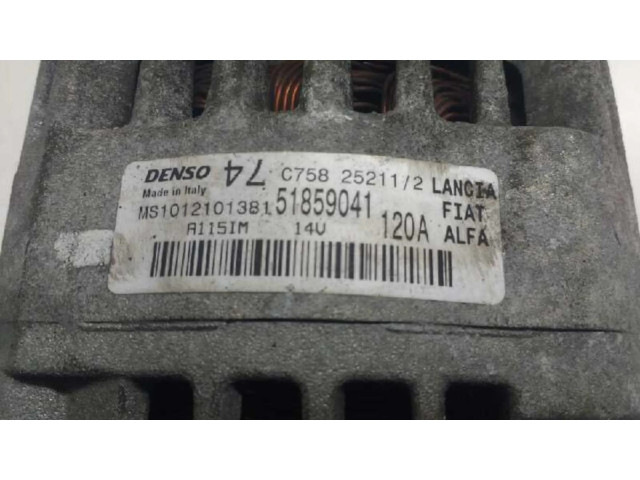 DENSO 74 C758 25211/2 LANCIA
Made in Italy
MS1012101381 51859041 FIAT
A115IM 14V 120A ALFA